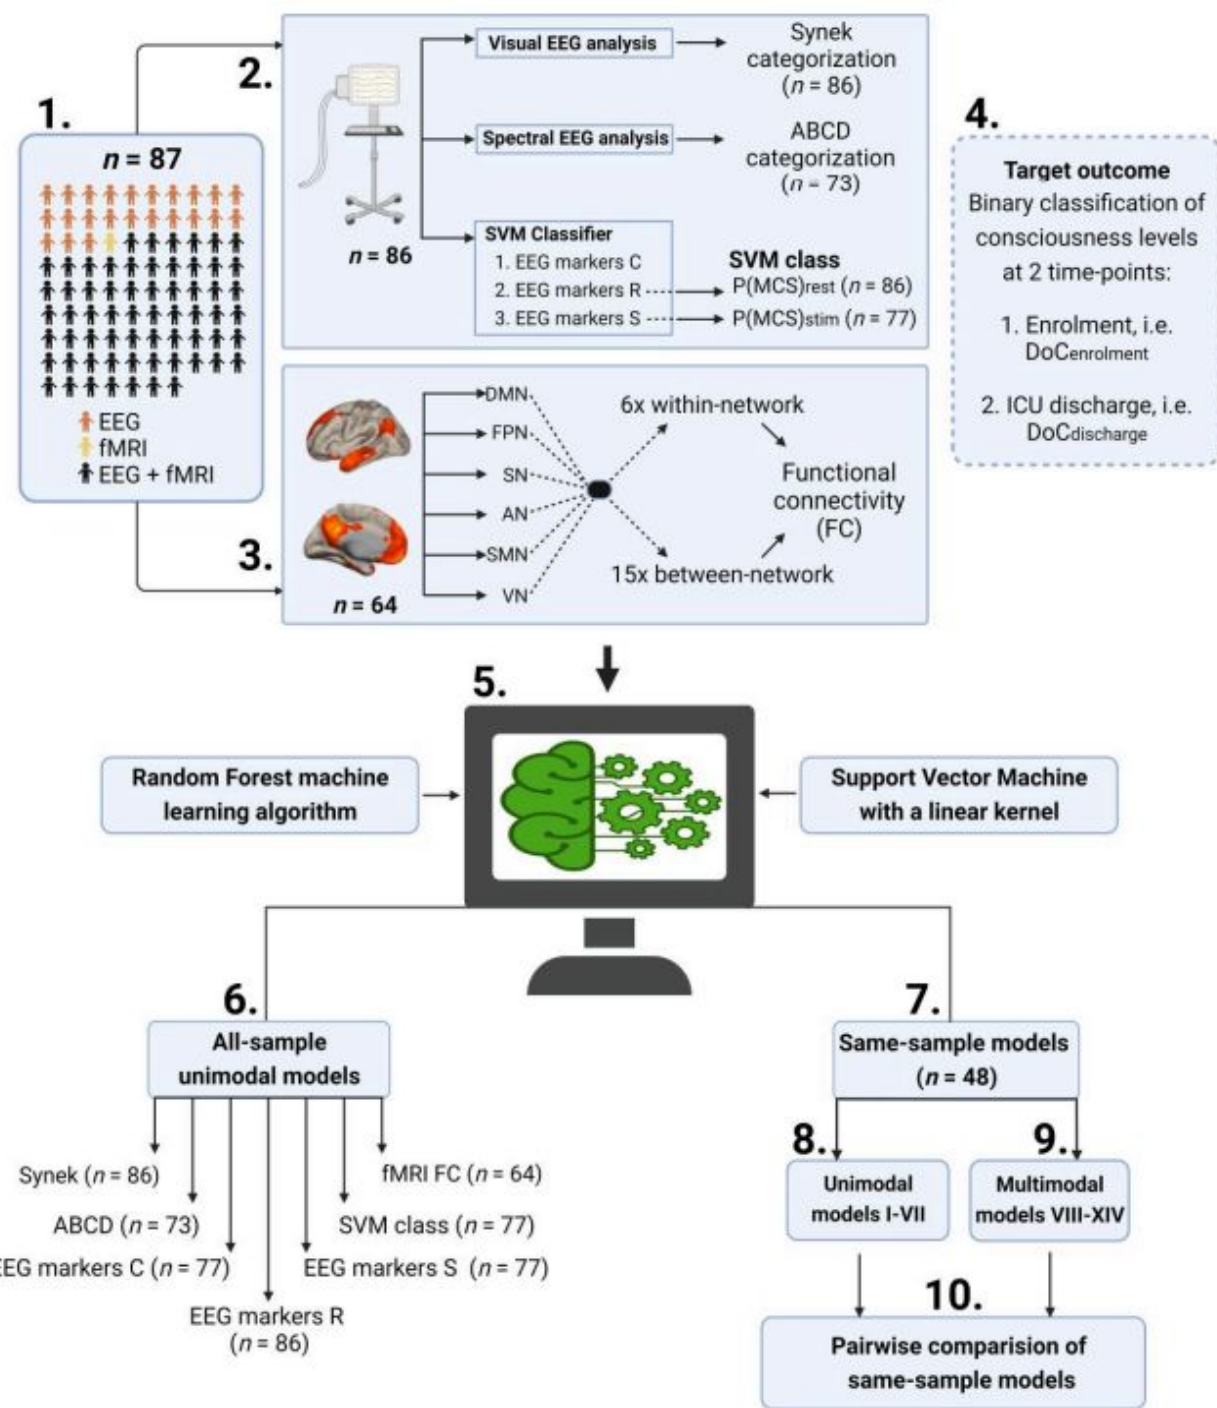 1.
n = 87
EEG
fMRI
EEG + fMRI
2.
n = 86
Visual EEG analysis
Synek
categorization
(n = 86)
Spectral EEG analysis
ABCD
categorization
(n = 73)
SVM Classifier
1. EEG markers C
2. EEG markers R
3. EEG markers S
SVM class
P(MCS)rest (n = 86)
P(MCS)stim (n = 77)
3.
n = 64
DMN
FPN
SN
AN
SMN
VN
6x within-network
15x between-network
Functional
connectivity
(FC)
4.
Target outcome
Binary classification of
consciousness levels
at 2 time-points:
1. Enrolment, i.e.
DoCenrolment
2. ICU discharge, i.e.
DoCdischarge
5.
Random Forest machine
learning algorithm
Support Vector Machine
with a linear kernel
6.
All-sample
unimodal models
Synek (n = 86)
ABCD (n = 73)
EEG markers C (n = 77)
EEG markers R
(n = 86)
EEG markers S (n = 77)
SVM class (n = 77)
fMRI FC (n = 64)
7.
Same-sample models
(n = 48)
8.
Unimodal
models I-VII
9.
Multimodal
models VIII-XIV
10.
Pairwise comparision of
same-sample models